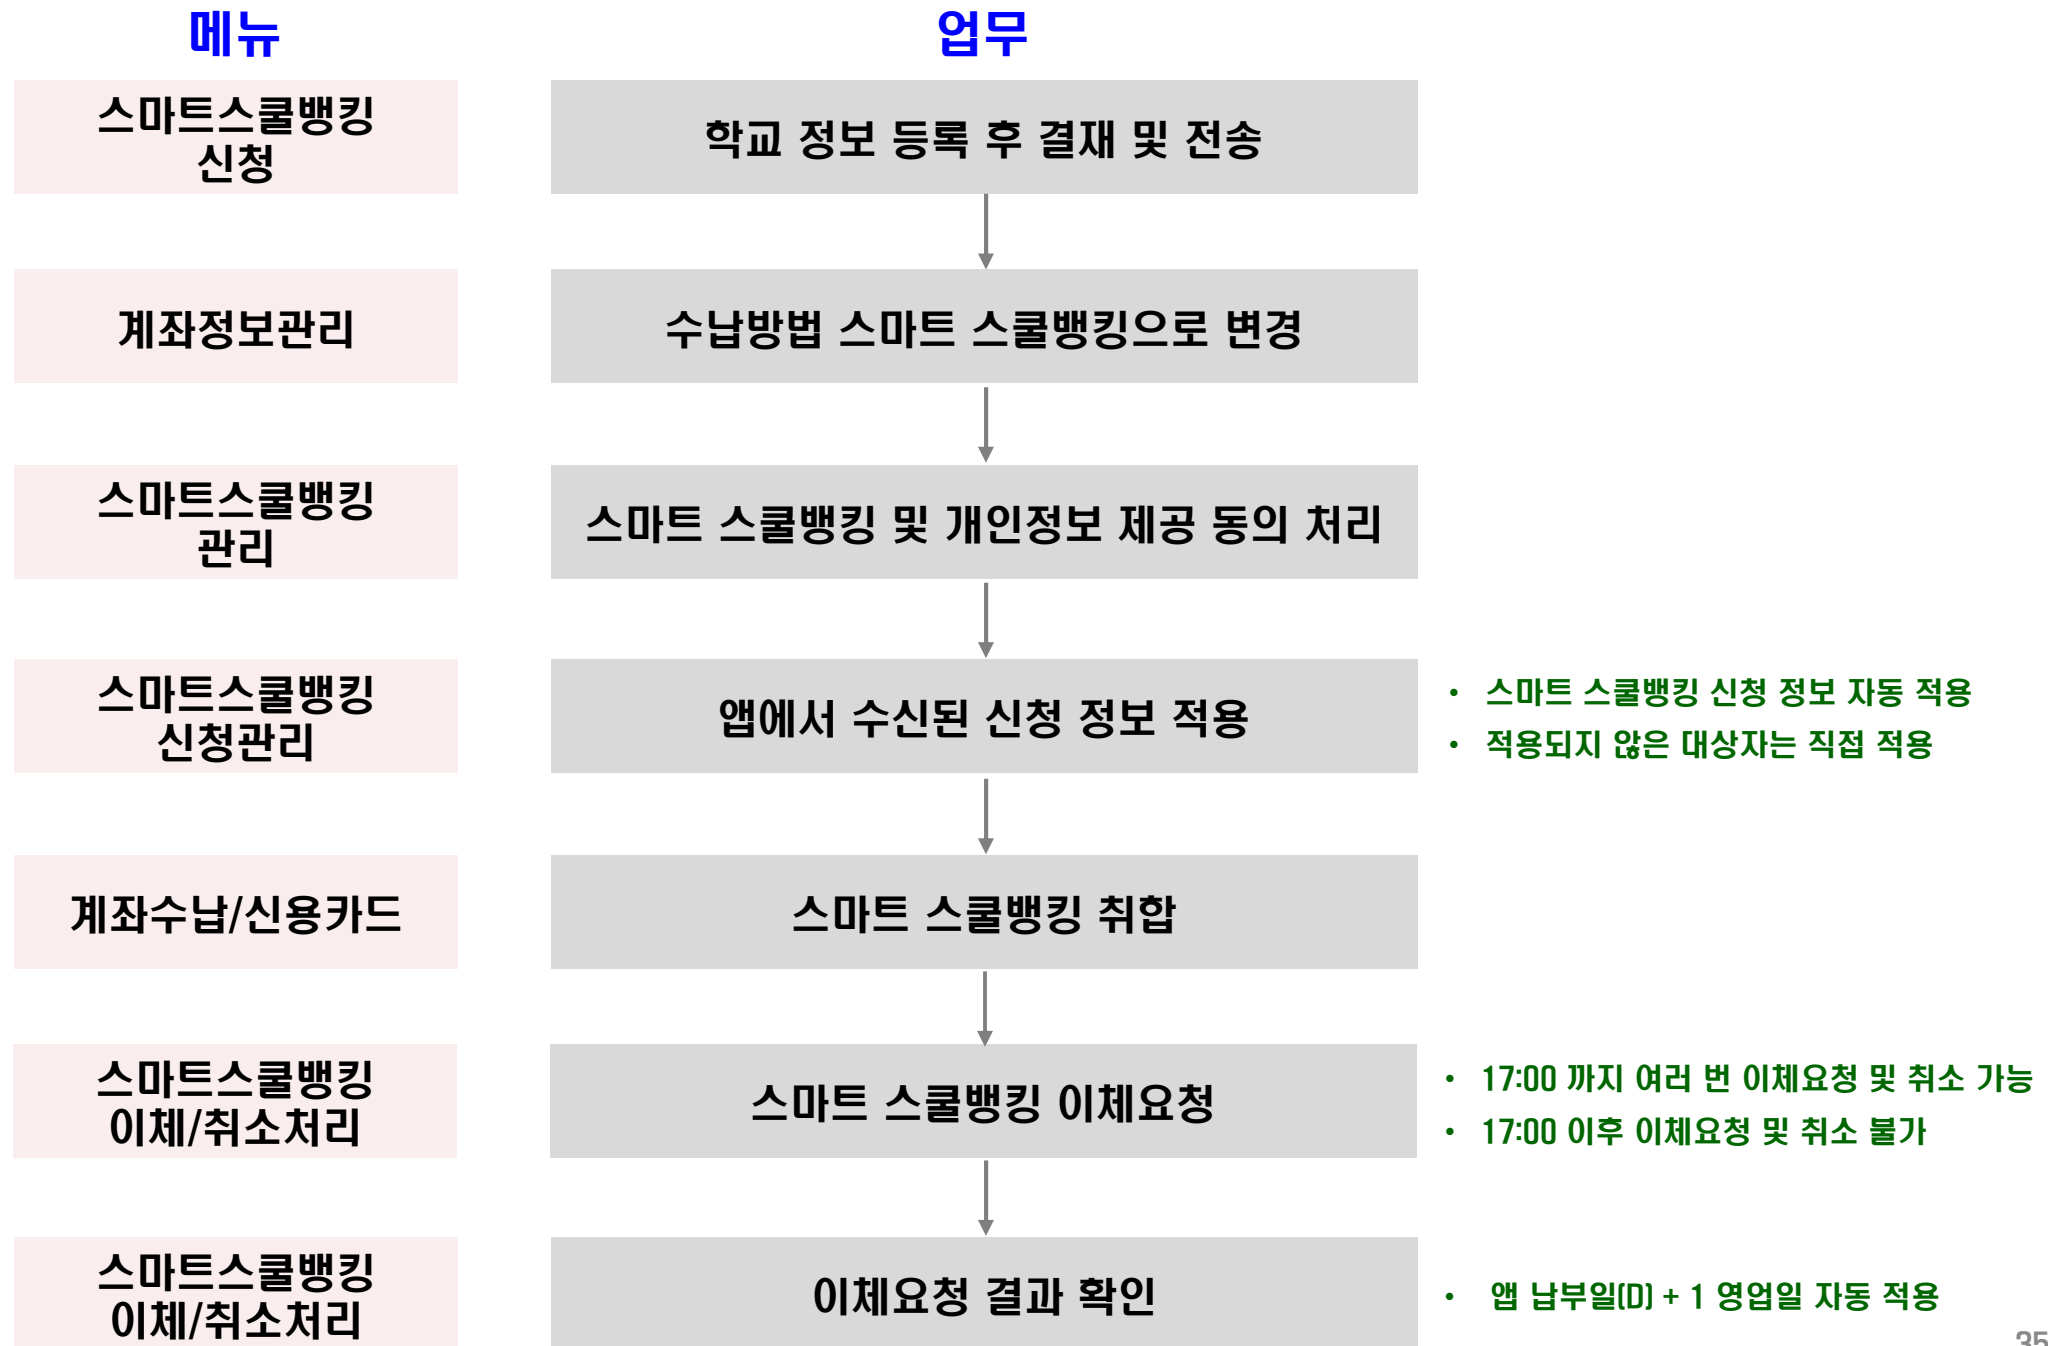 메뉴
업무
스마트스쿨뱅킹
신청
학교 정보 등록 후 결재 및 전송
계좌정보관리
수납방법 스마트 스쿨뱅킹으로 변경
스마트스쿨뱅킹
관리
스마트 스쿨뱅킹 및 개인정보 제공 동의 처리
스마트스쿨뱅킹
신청관리
앱에서 수신된 신청 정보 적용
• 스마트 스쿨뱅킹 신청 정보 자동 적용
• 적용되지 않은 대상자는 직접 적용
계좌수납/신용카드
스마트 스쿨뱅킹 취합
스마트스쿨뱅킹
이체/취소처리
스마트 스쿨뱅킹 이체요청
• 17:00 까지 여러 번 이체요청 및 취소 가능
• 17:00 이후 이체요청 및 취소 불가
스마트스쿨뱅킹
이체/취소처리
이체요청 결과 확인
• 앱 납부일(D) + 1 영업일 자동 적용
35